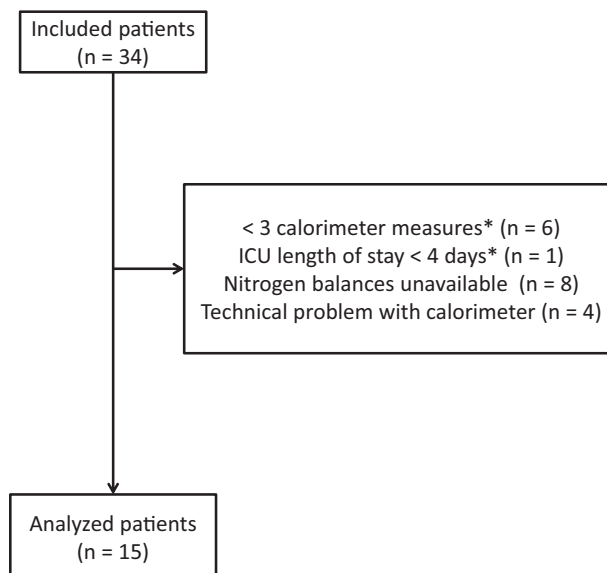 Included patients
(n = 34)
< 3 calorimeter measures* (n = 6)
ICU length of stay < 4 days* (n = 1)
Nitrogen balances unavailable (n = 8)
Technical problem with calorimeter (n = 4)
Analyzed patients
(n = 15)